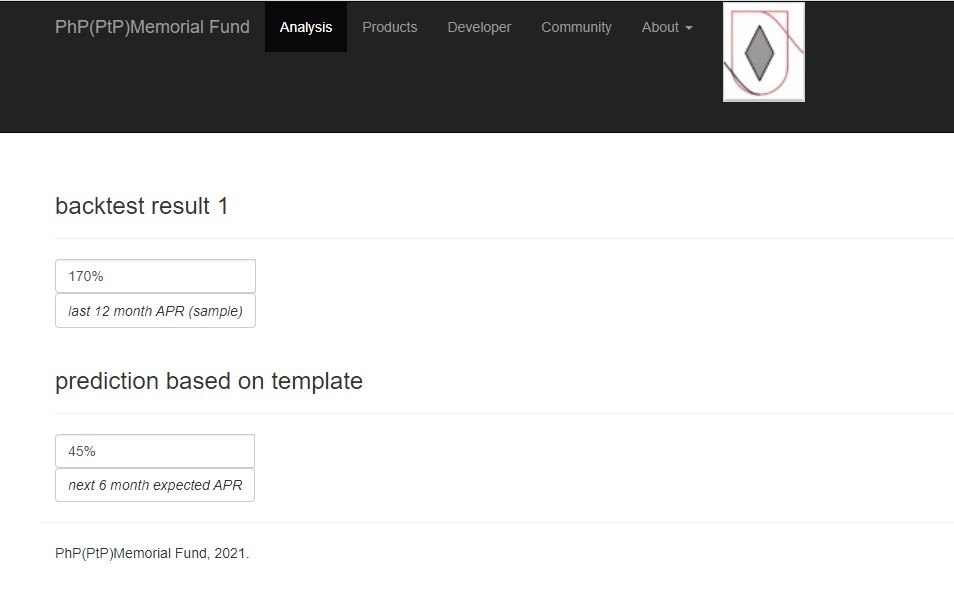 PhP(PtP)Memorial Fund Analysis Products Developer Community About
backtest result 1
170%
last 12 month APR (sample)
prediction based on template
45%
next 6 month expected APR
PhP(PtP)Memorial Fund, 2021.